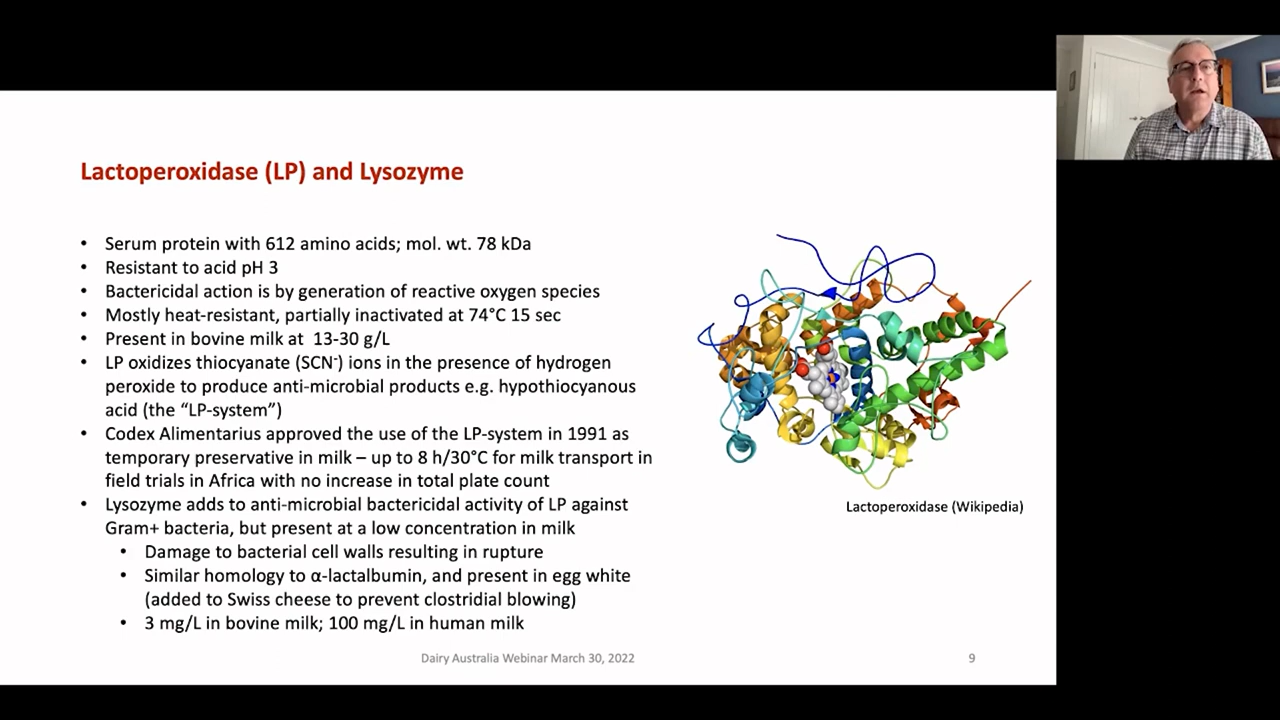 Lactoperoxidase (LP) and Lysozyme
• Serum protein with 612 amino acids; mol. wt. 78 kDa
• Resistant to acid pH 3
• Bactericidal action is by generation of reactive oxygen species
• Mostly heat-resistant, partially inactivated at 74°C 15 sec
• Present in bovine milk at 13-30 g/L
• LP oxidizes thiocyanate (SCN⁻) ions in the presence of hydrogen
peroxide to produce anti-microbial products e.g. hypothiocyanous
acid (the “LP-system”)
• Codex Alimentarius approved the use of the LP-system in 1991 as
temporary preservative in milk – up to 8 h/30°C for milk transport in
field trials in Africa with no increase in total plate count
• Lysozyme adds to anti-microbial bactericidal activity of LP against
Gram+ bacteria, but present at a low concentration in milk
• Damage to bacterial cell walls resulting in rupture
• Similar homology to α-lactalbumin, and present in egg white
(added to Swiss cheese to prevent clostridial blowing)
• 3 mg/L in bovine milk; 100 mg/L in human milk
Lactoperoxidase (Wikipedia)
Dairy Australia Webinar March 30, 2022
9